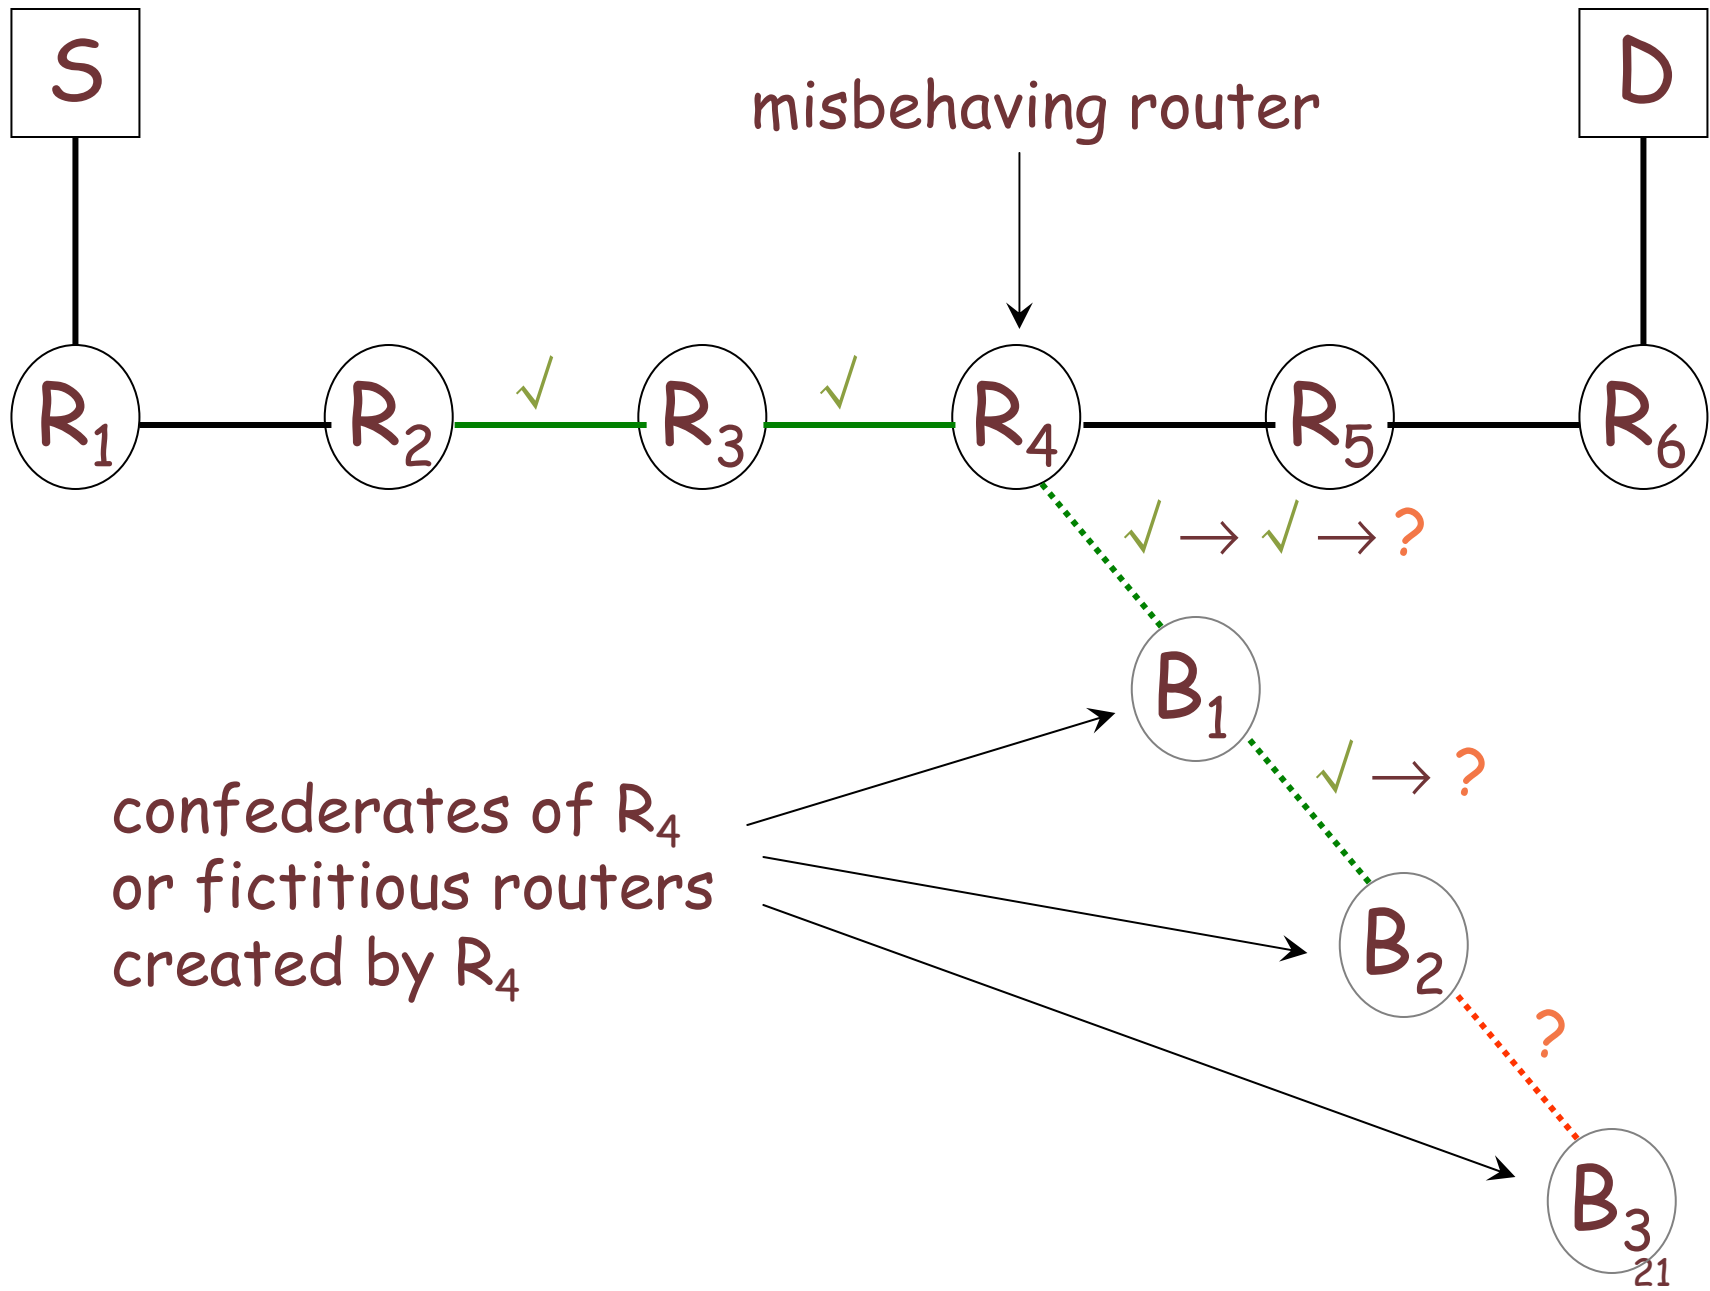 S
D
misbehaving router
√
√
R1
R2
R3
R4
R5
R6
√ → √ → ?
B1
√ → ?
confederates of R4
or fictitious routers
created by R4
B2
?
B3
21